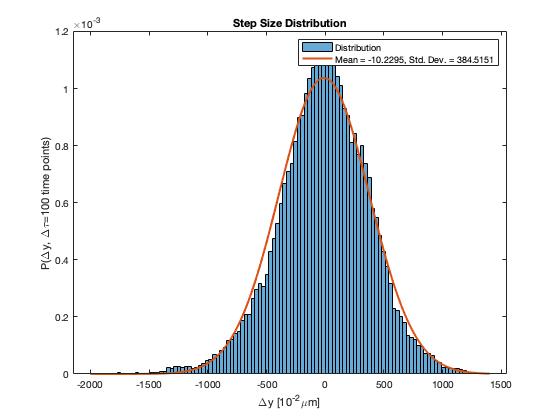 Step Size Distribution
×10⁻³
Distribution
Mean = -10.2295, Std. Dev. = 384.5151
1.2
1
0.8
0.6
0.4
0.2
0
P(Δy, Δτ=100 time points)
-2000 -1500 -1000 -500 0 500 1000 1500
Δy [10⁻²μm]